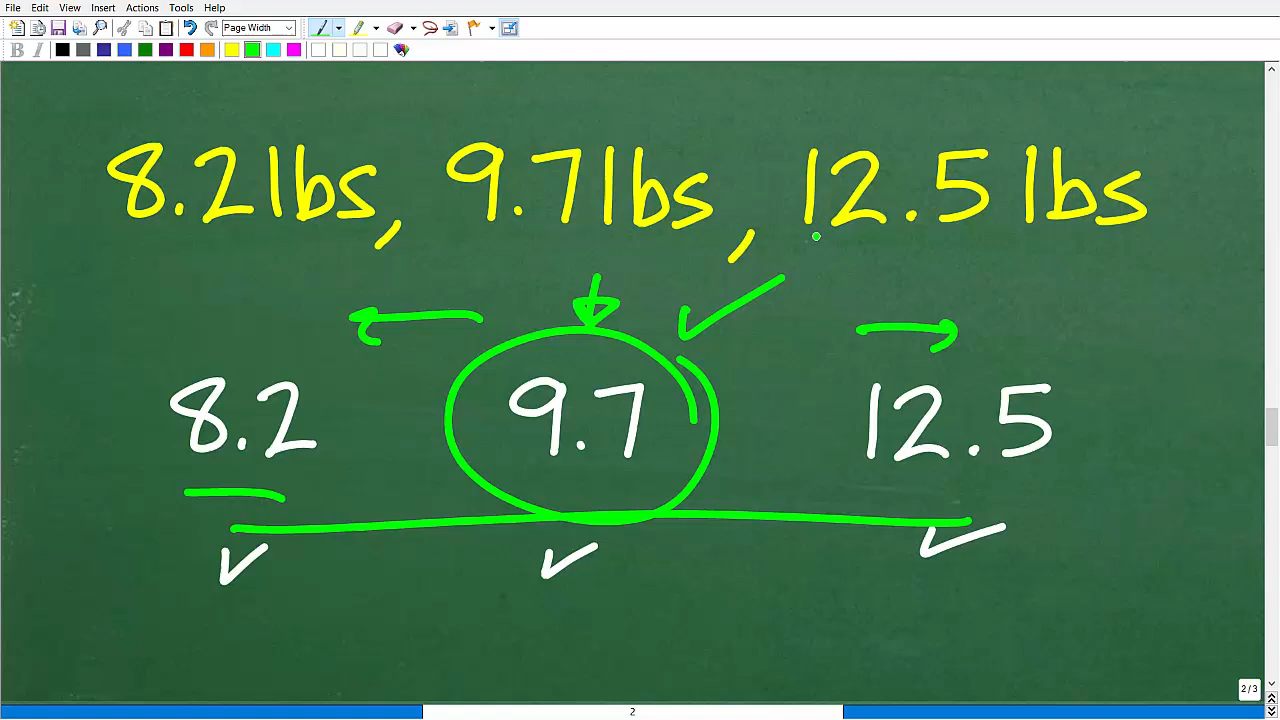 File Edit View Insert Actions Tools Help
Page Width
B I
8.2 lbs, 9.7 lbs, 12.5 lbs
8.2 9.7 12.5
2/3
2